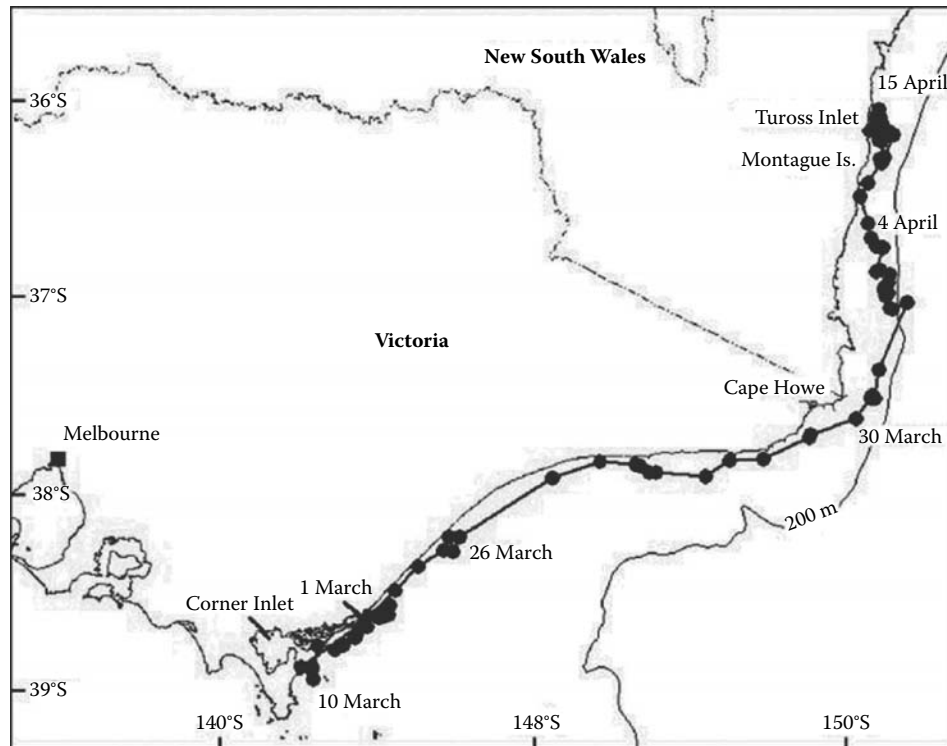 New South Wales
15 April
36°S
Tuross Inlet
Montague Is.
4 April
37°S
Victoria
Cape Howe
Melbourne
30 March
38°S
200 m
26 March
1 March
Corner Inlet
39°S
10 March
140°S
148°S
150°S